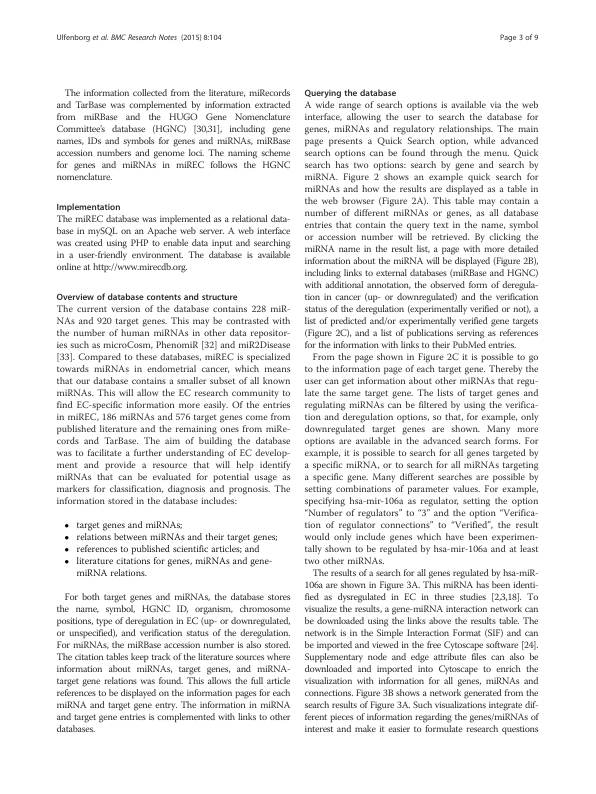 Ulfenborg et al. BMC Research Notes (2015) 8:104
Page 3 of 9
The information collected from the literature, miRecords
and TarBase was complemented by information extracted
from miRBase and the HUGO Gene Nomenclature
Committee's database (HGNC) [30,31], including gene
names, IDs and symbols for genes and miRNAs, miRBase
accession numbers and genome loci. The naming scheme
for genes and miRNAs in miREC follows the HGNC
nomenclature.
Implementation
The miREC database was implemented as a relational data-
base in mySQL on an Apache web server. A web interface
was created using PHP to enable data input and searching
in a user-friendly environment. The database is available
online at http://www.mirecdb.org.
Overview of database contents and structure
The current version of the database contains 228 miR-
NAs and 920 target genes. This may be contrasted with
the number of human miRNAs in other data repositor-
ies such as microCosm, PhenomiR [32] and miR2Disease
[33]. Compared to these databases, miREC is specialized
towards miRNAs in endometrial cancer, which means
that our database contains a smaller subset of all known
miRNAs. This will allow the EC research community to
find EC-specific information more easily. Of the entries
in miREC, 186 miRNAs and 576 target genes come from
published literature and the remaining ones from miRe-
cords and TarBase. The aim of building the database
was to facilitate a further understanding of EC develop-
ment and provide a resource that will help identify
miRNAs that can be evaluated for potential usage as
markers for classification, diagnosis and prognosis. The
information stored in the database includes:
• target genes and miRNAs;
• relations between miRNAs and their target genes;
• references to published scientific articles; and
• literature citations for genes, miRNAs and gene-
miRNA relations.
For both target genes and miRNAs, the database stores
the name, symbol, HGNC ID, organism, chromosome
positions, type of deregulation in EC (up- or downregulated,
or unspecified), and verification status of the deregulation.
For miRNAs, the miRBase accession number is also stored.
The citation tables keep track of the literature sources where
information about miRNAs, target genes, and miRNA-
target gene relations was found. This allows the full article
references to be displayed on the information pages for each
miRNA and target gene entry. The information in miRNA
and target gene entries is complemented with links to other
databases.
Querying the database
A wide range of search options is available via the web
interface, allowing the user to search the database for
genes, miRNAs and regulatory relationships. The main
page presents a Quick Search option, while advanced
search options can be found through the menu. Quick
search has two options: search by gene and search by
miRNA. Figure 2 shows an example quick search for
miRNAs and how the results are displayed as a table in
the web browser (Figure 2A). This table may contain a
number of different miRNAs or genes, as all database
entries that contain the query text in the name, symbol
or accession number will be retrieved. By clicking the
miRNA name in the result list, a page with more detailed
information about the miRNA will be displayed (Figure 2B),
including links to external databases (miRBase and HGNC)
with additional annotation, the observed form of deregula-
tion in cancer (up- or downregulated) and the verification
status of the deregulation (experimentally verified or not), a
list of predicted and/or experimentally verified gene targets
(Figure 2C), and a list of publications serving as references
for the information with links to their PubMed entries.
From the page shown in Figure 2C it is possible to go
to the information page of each target gene. Thereby the
user can get information about other miRNAs that regu-
late the same target gene. The lists of target genes and
regulating miRNAs can be filtered by using the verifica-
tion and deregulation options, so that, for example, only
downregulated target genes are shown. Many more
options are available in the advanced search forms. For
example, it is possible to search for all genes targeted by
a specific miRNA, or to search for all miRNAs targeting
a specific gene. Many different searches are possible by
setting combinations of parameter values. For example,
specifying hsa-mir-106a as regulator, setting the option
“Number of regulators” to “3” and the option “Verifica-
tion of regulator connections” to “Verified”, the result
would only include genes which have been experimen-
tally shown to be regulated by hsa-mir-106a and at least
two other miRNAs.
The results of a search for all genes regulated by hsa-miR-
106a are shown in Figure 3A. This miRNA has been identi-
fied as dysregulated in EC in three studies [2,3,18]. To
visualize the results, a gene-miRNA interaction network can
be downloaded using the links above the results table. The
network is in the Simple Interaction Format (SIF) and can
be imported and viewed in the free Cytoscape software [24].
Supplementary node and edge attribute files can also be
downloaded and imported into Cytoscape to enrich the
visualization with information for all genes, miRNAs and
connections. Figure 3B shows a network generated from the
search results of Figure 3A. Such visualizations integrate dif-
ferent pieces of information regarding the genes/miRNAs of
interest and make it easier to formulate research questions